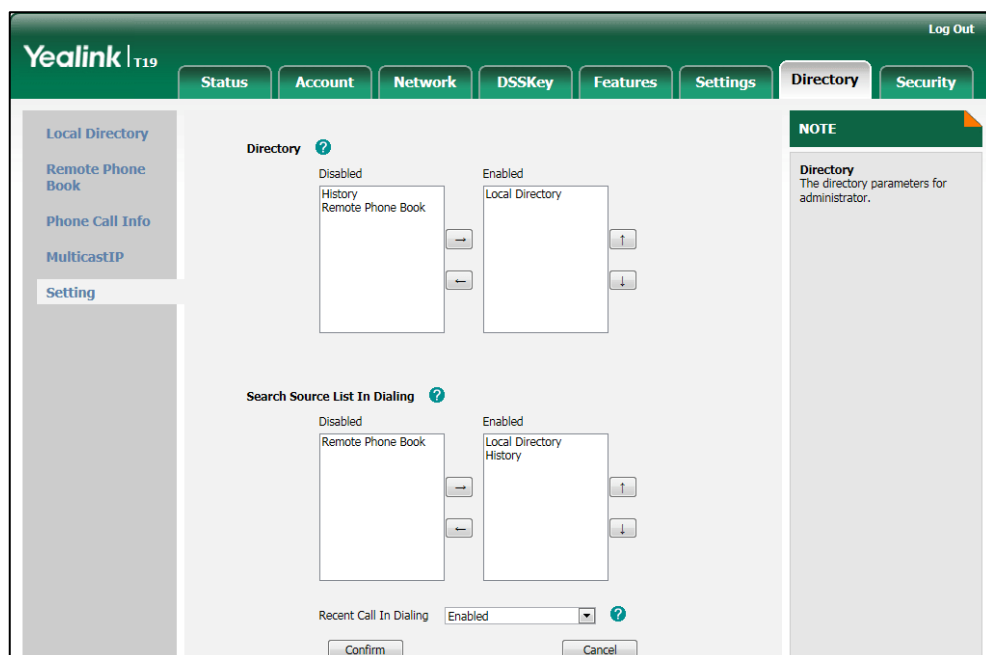 Log Out
Yealink T19
Status Account Network DSSKey Features Settings Directory Security
Local Directory
Remote Phone
Book
Phone Call Info
MulticastIP
Setting
Directory ?
Disabled Enabled
History
Remote Phone Book
Local Directory
→
←
↑
↓
Search Source List In Dialing ?
Disabled Enabled
Remote Phone Book
Local Directory
History
→
←
↑
↓
Recent Call In Dialing Enabled ?
Confirm Cancel
NOTE
Directory
The directory parameters for
administrator.